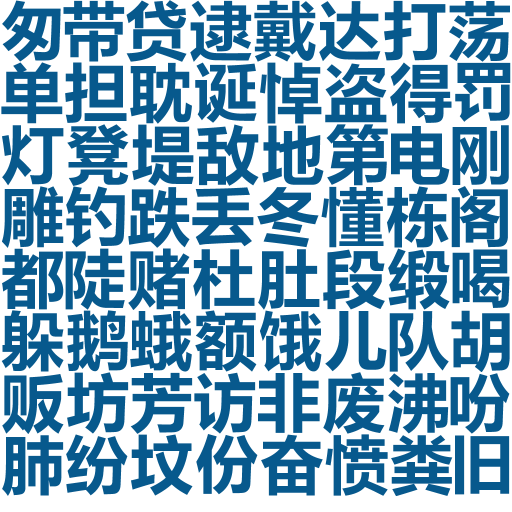 匆带贷逮戴达打荡
单担耽诞悼盗得罚
灯凳堤敌地第电刚
雕钓跌丢冬懂栋阁
都陡赌杜肚段缎喝
躲鹅蛾额饿儿队胡
贩坊芳访非废沸吩
肺纷坟份奋愤粪旧